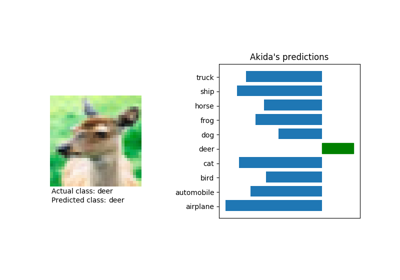 Akida's predictions
truck
ship
horse
frog
dog
deer
cat
bird
automobile
airplane
Actual class: deer
Predicted class: deer